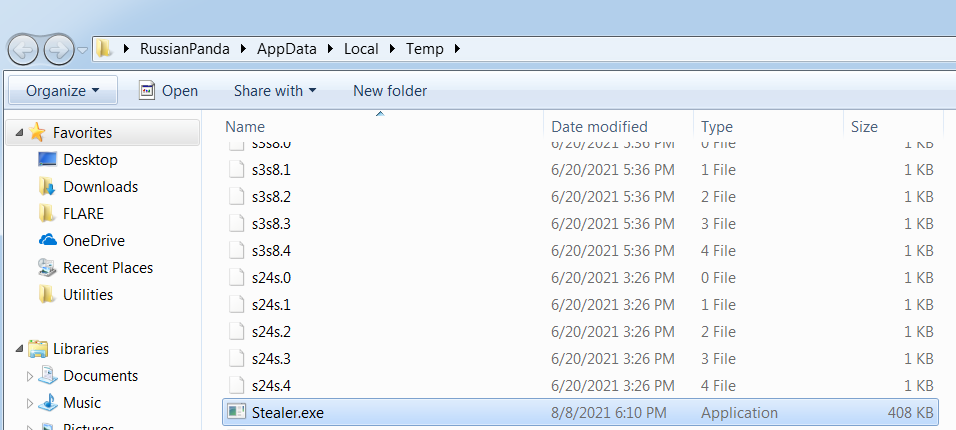 RussianPanda AppData Local Temp
Organize Open Share with New folder
Name Date modified Type Size
Favorites
Desktop
Downloads
FLARE
OneDrive
Recent Places
Utilities
Libraries
Documents
Music
Pictures
s3s8.0 6/20/2021 5:36 PM 0 File 1 KB
s3s8.1 6/20/2021 5:36 PM 1 File 1 KB
s3s8.2 6/20/2021 5:36 PM 2 File 1 KB
s3s8.3 6/20/2021 5:36 PM 3 File 1 KB
s3s8.4 6/20/2021 5:36 PM 4 File 1 KB
s24s.0 6/20/2021 3:26 PM 0 File 1 KB
s24s.1 6/20/2021 3:26 PM 1 File 1 KB
s24s.2 6/20/2021 3:26 PM 2 File 1 KB
s24s.3 6/20/2021 3:26 PM 3 File 1 KB
s24s.4 6/20/2021 3:26 PM 4 File 1 KB
Stealer.exe 8/8/2021 6:10 PM Application 408 KB